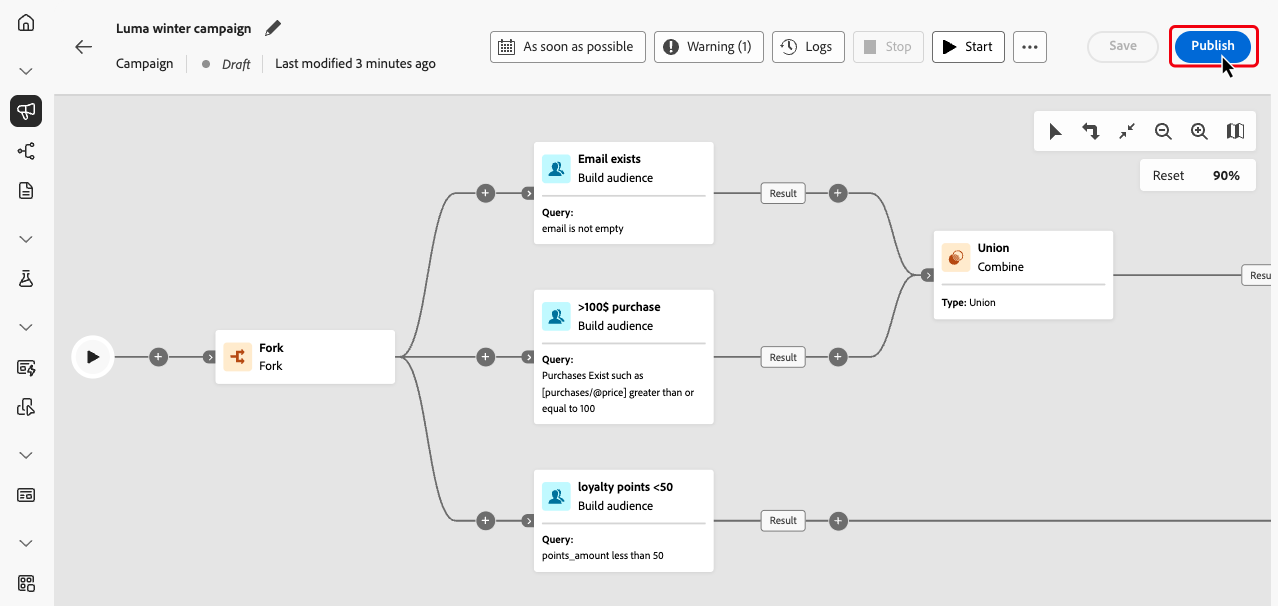 Luma winter campaign
Campaign
Draft
Last modified 3 minutes ago
As soon as possible
Warning (1)
Logs
Stop
Start
Save
Publish
Reset
90%
Email exists
Build audience
Query:
email is not empty
Result
Union
Combine
Type: Union
Resu
>100$ purchase
Build audience
Query:
Purchases Exist such as
[purchases/@price] greater than or
equal to 100
Result
Fork
Fork
loyalty points <50
Build audience
Query:
points_amount less than 50
Result